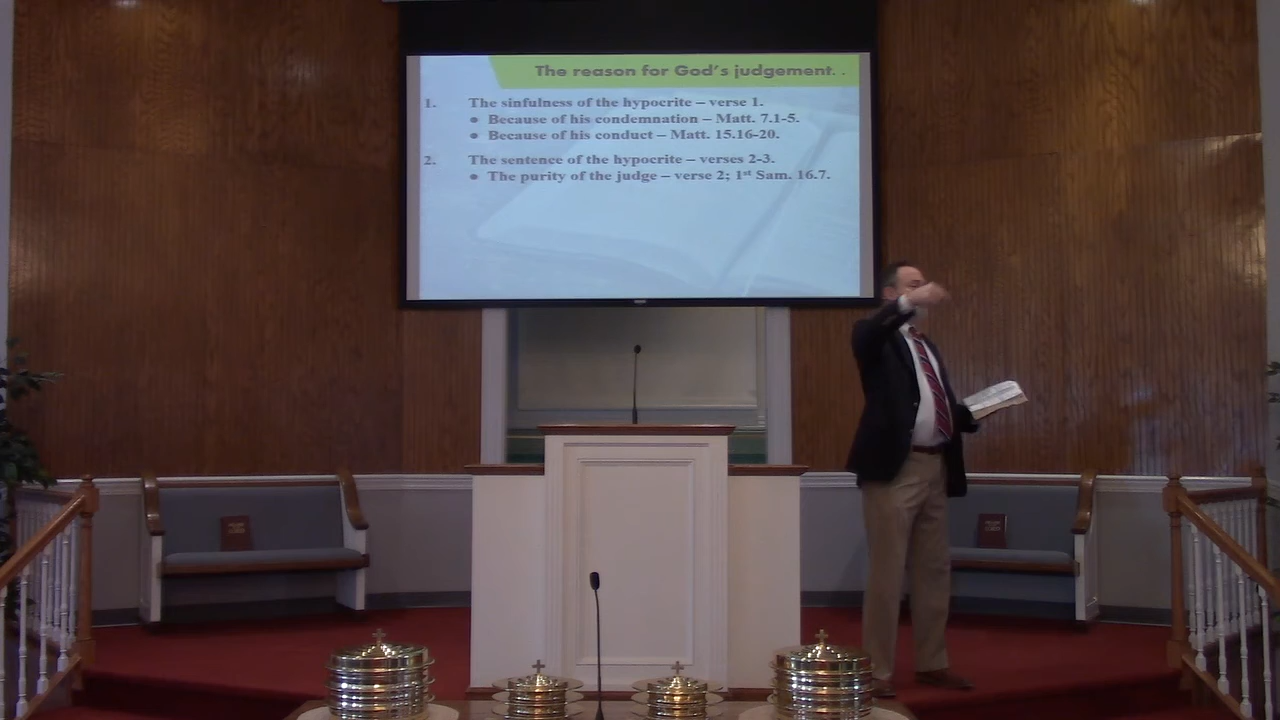 The reason for God's judgement. .
1. The sinfulness of the hypocrite – verse 1.
• Because of his condemnation – Matt. 7.1-5.
• Because of his conduct – Matt. 15.16-20.
2. The sentence of the hypocrite – verses 2-3.
• The purity of the judge – verse 2; 1st Sam. 16.7.